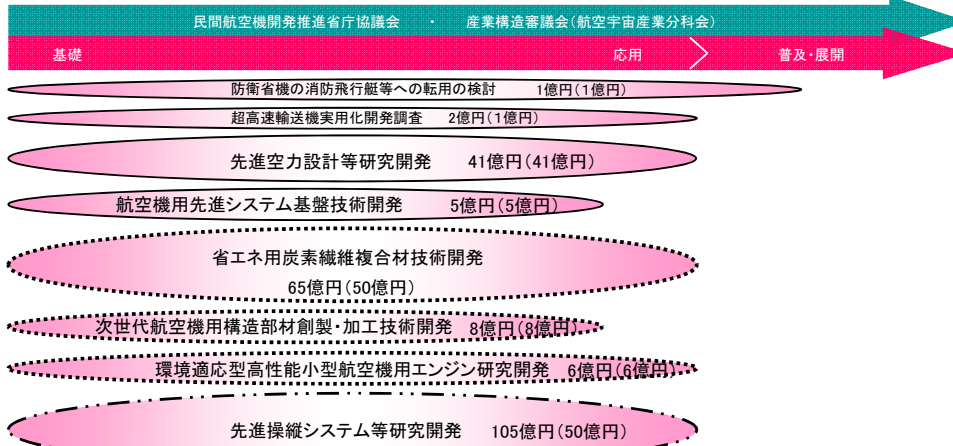 民間航空機開発推進省庁協議会　・　産業構造審議会(航空宇宙産業分科会)
基礎　応用　普及・展開
防衛省機の消防飛行艇等への転用の検討　1億円(1億円)
超高速輸送機実用化開発調査　2億円(1億円)
先進空力設計等研究開発　41億円(41億円)
航空機用先進システム基盤技術開発　5億円(5億円)
省エネ用炭素繊維複合材技術開発
65億円(50億円)
次世代航空機用構造部材創製・加工技術開発　8億円(8億円)
環境適応型高性能小型航空機用エンジン研究開発　6億円(6億円)
先進操縦システム等研究開発　105億円(50億円)